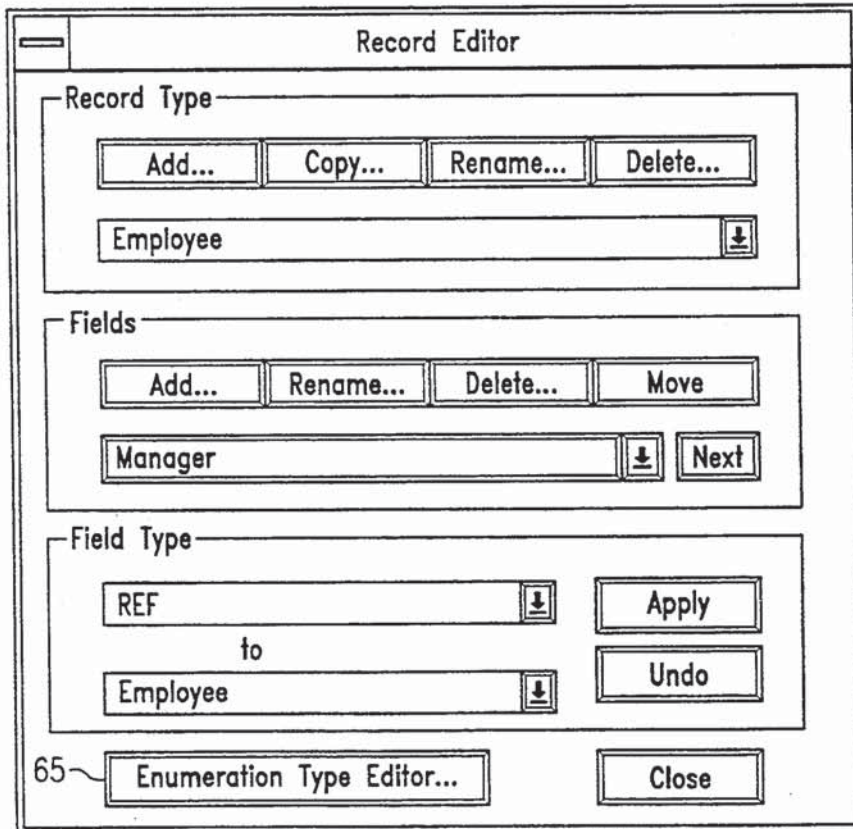 Record Editor
Record Type
Add... Copy... Rename... Delete...
Employee
Fields
Add... Rename... Delete... Move
Manager Next
Field Type
REF Apply
to
Employee Undo
65 Enumeration Type Editor... Close